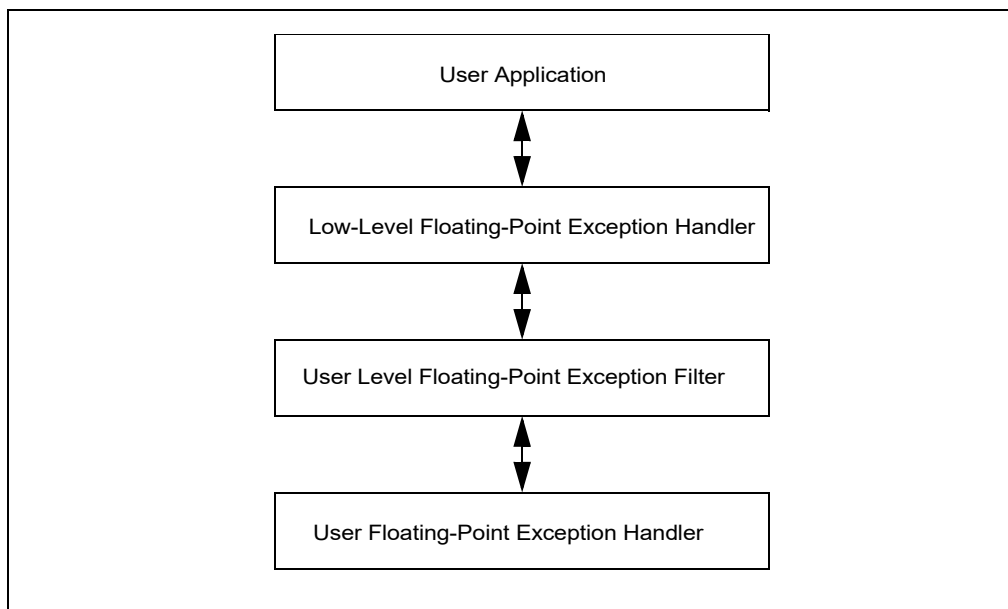 User Application
Low-Level Floating-Point Exception Handler
User Level Floating-Point Exception Filter
User Floating-Point Exception Handler